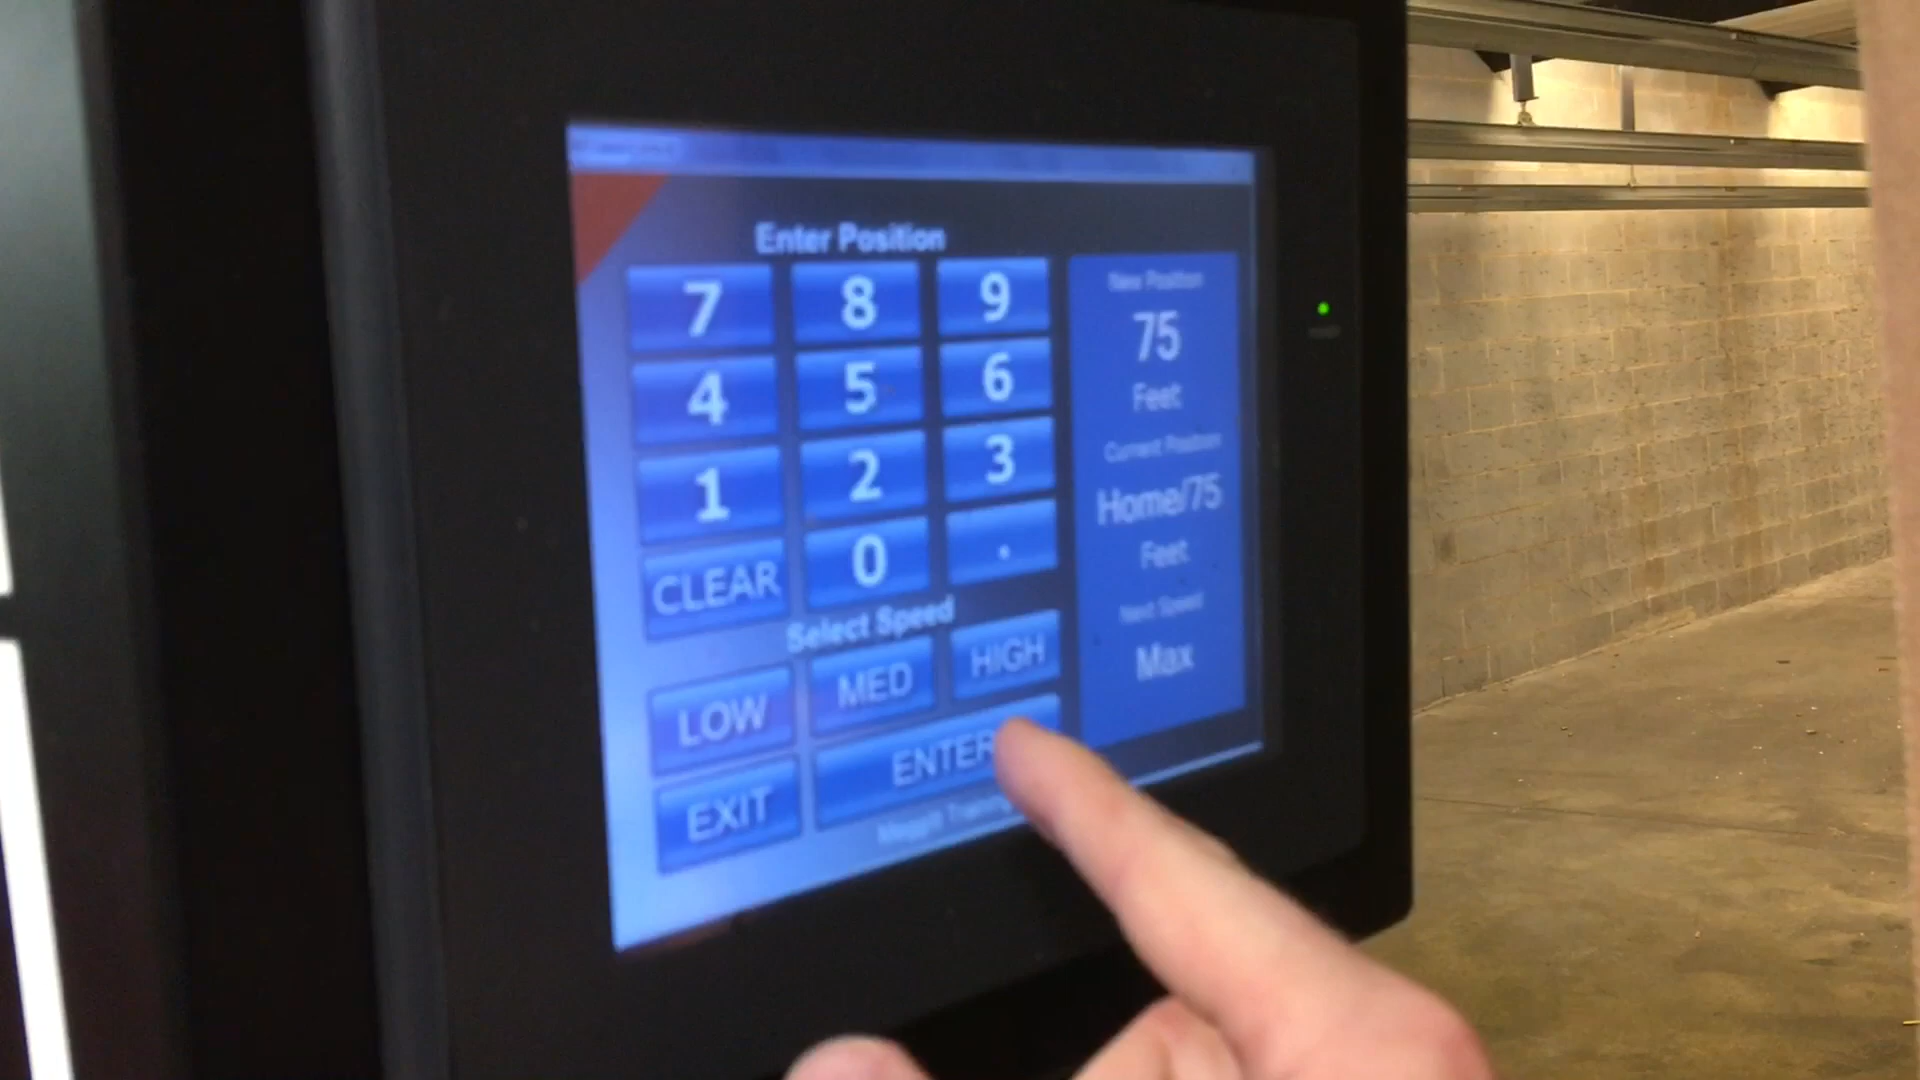 Enter Position
7 8 9
4 5 6
1 2 3
CLEAR 0 .
Select Speed
LOW MED HIGH
EXIT ENTER
New Position
75
Feet
Current Position
Home/75
Feet
Next Speed
Max